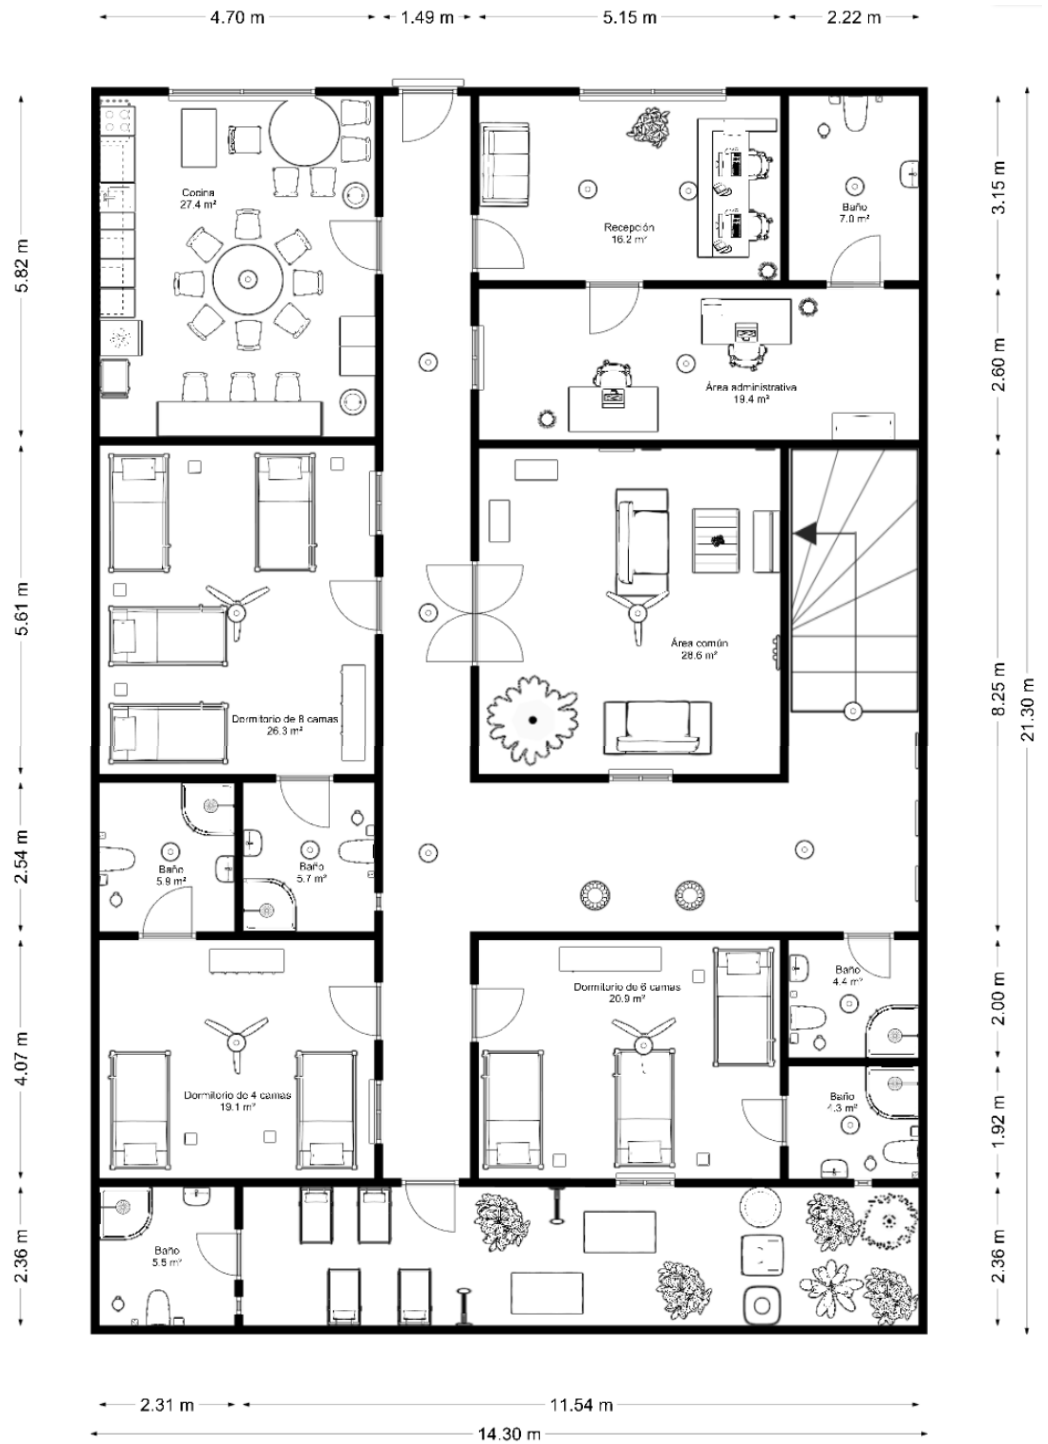 4.70 m
1.49 m
5.15 m
2.22 m
5.82 m
5.61 m
2.54 m
4.07 m
2.36 m
Cocina
27.4 m²
Recepción
16.2 m²
Baño
7.0 m²
Área administrativa
19.4 m²
Área común
28.6 m²
Dormitorio de 8 camas
26.3 m²
Baño
5.9 m²
Baño
5.7 m²
Dormitorio de 6 camas
20.9 m²
Baño
4.4 m²
Dormitorio de 4 camas
19.1 m²
Baño
4.3 m²
Baño
m²
3.15 m
2.60 m
8.25 m
2.00 m
1.92 m
2.36 m
21.30 m
2.31 m
11.54 m
14.30 m